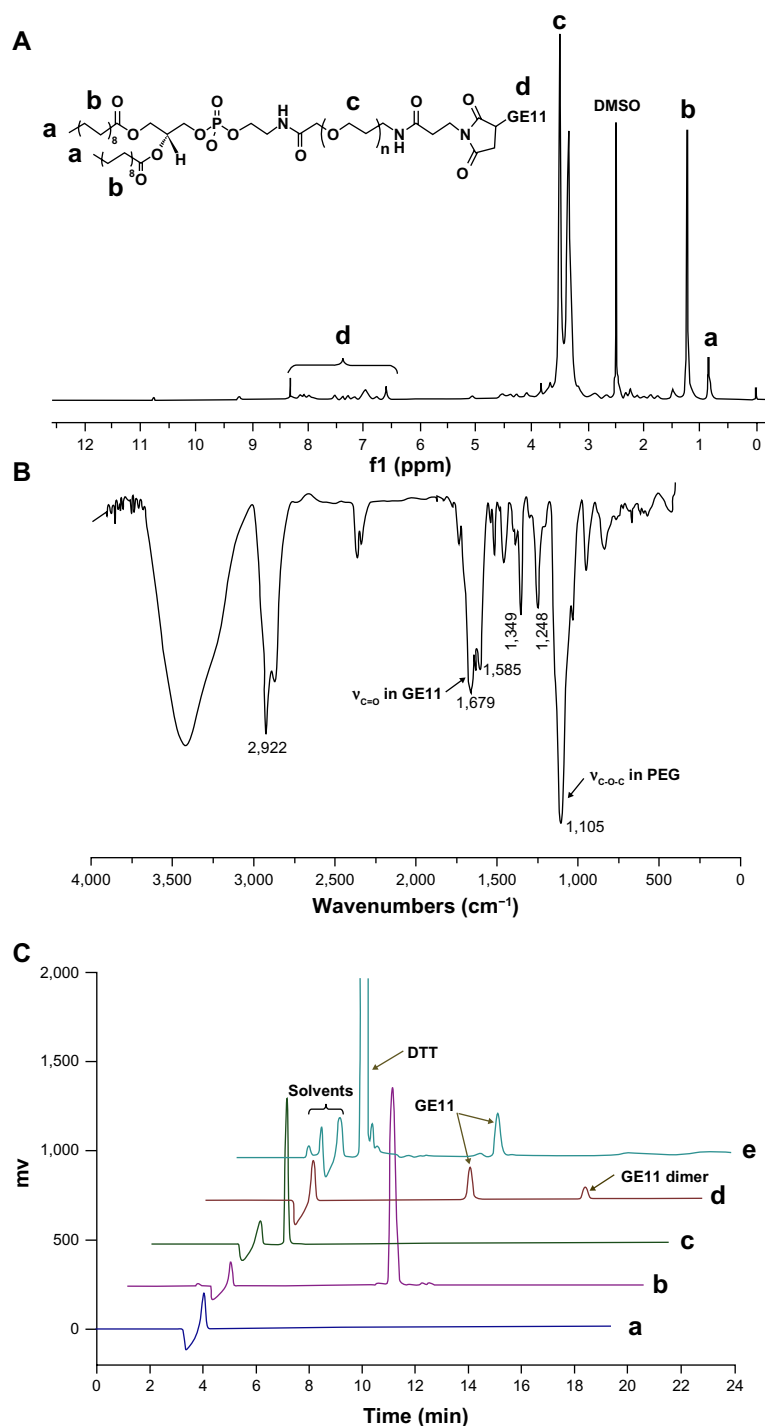 A
c
d
b
O
H
N
c
O
O
a
O
O
P
O
O
N
GE11
DMSO
b
8
O
O
O
O
n
N
H
N
a
O
H
O
8
b
O
O
d
a
12 11 10 9 8 7 6 5 4 3 2 1 0
f1 (ppm)
B
1,349
1,248
1,585
νC=O in GE11
1,679
2,922
νC-O-C in PEG
1,105
4,000 3,500 3,000 2,500 2,000 1,500 1,000 500 0
Wavenumbers (cm−1)
C
2,000
1,500
1,000
500
0
mv
DTT
Solvents
GE11
e
GE11 dimer
d
c
b
a
0 2 4 6 8 10 12 14 16 18 20 22 24
Time (min)